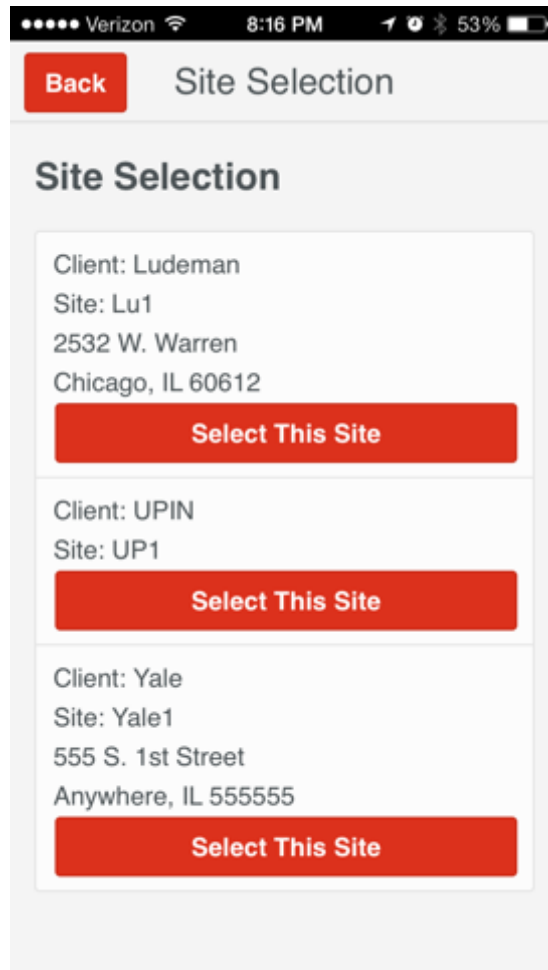 Verizon 8:16 PM 53%
Back Site Selection
Site Selection
Client: Ludeman
Site: Lu1
2532 W. Warren
Chicago, IL 60612
Select This Site
Client: UPIN
Site: UP1
Select This Site
Client: Yale
Site: Yale1
555 S. 1st Street
Anywhere, IL 555555
Select This Site